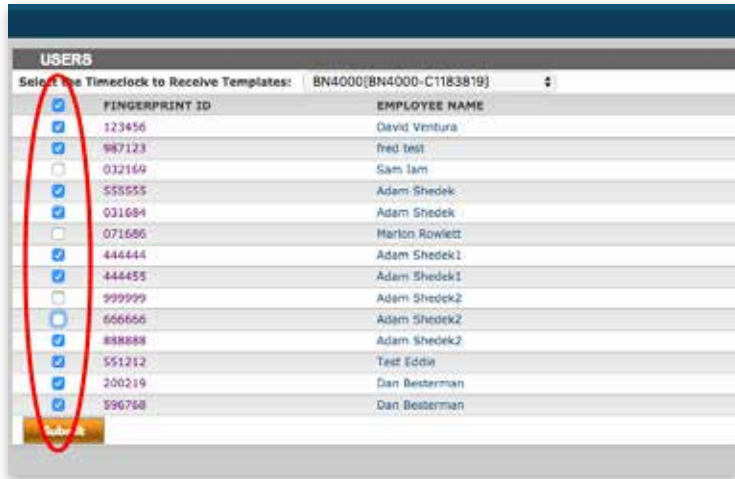 USERS
Select the Timeclock to Receive Templates: BN4000[BN4000-C1183819]
FINGERPRINT ID EMPLOYEE NAME
123456 David Ventura
987123 fred test
032169 Sam Iam
555555 Adam Shedek
031684 Adam Shedek
071686 Marlon Rowlett
444444 Adam Shedek1
444455 Adam Shedek1
999999 Adam Shedek2
666666 Adam Shedek2
888888 Adam Shedek2
551212 Test Eddie
200219 Dan Besterman
596768 Dan Besterman
Submit